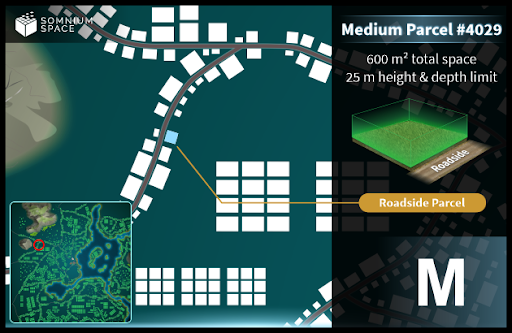 SOMNIUM
SPACE
Medium Parcel #4029
600 m² total space
25 m height & depth limit
Roadside
Roadside Parcel
M